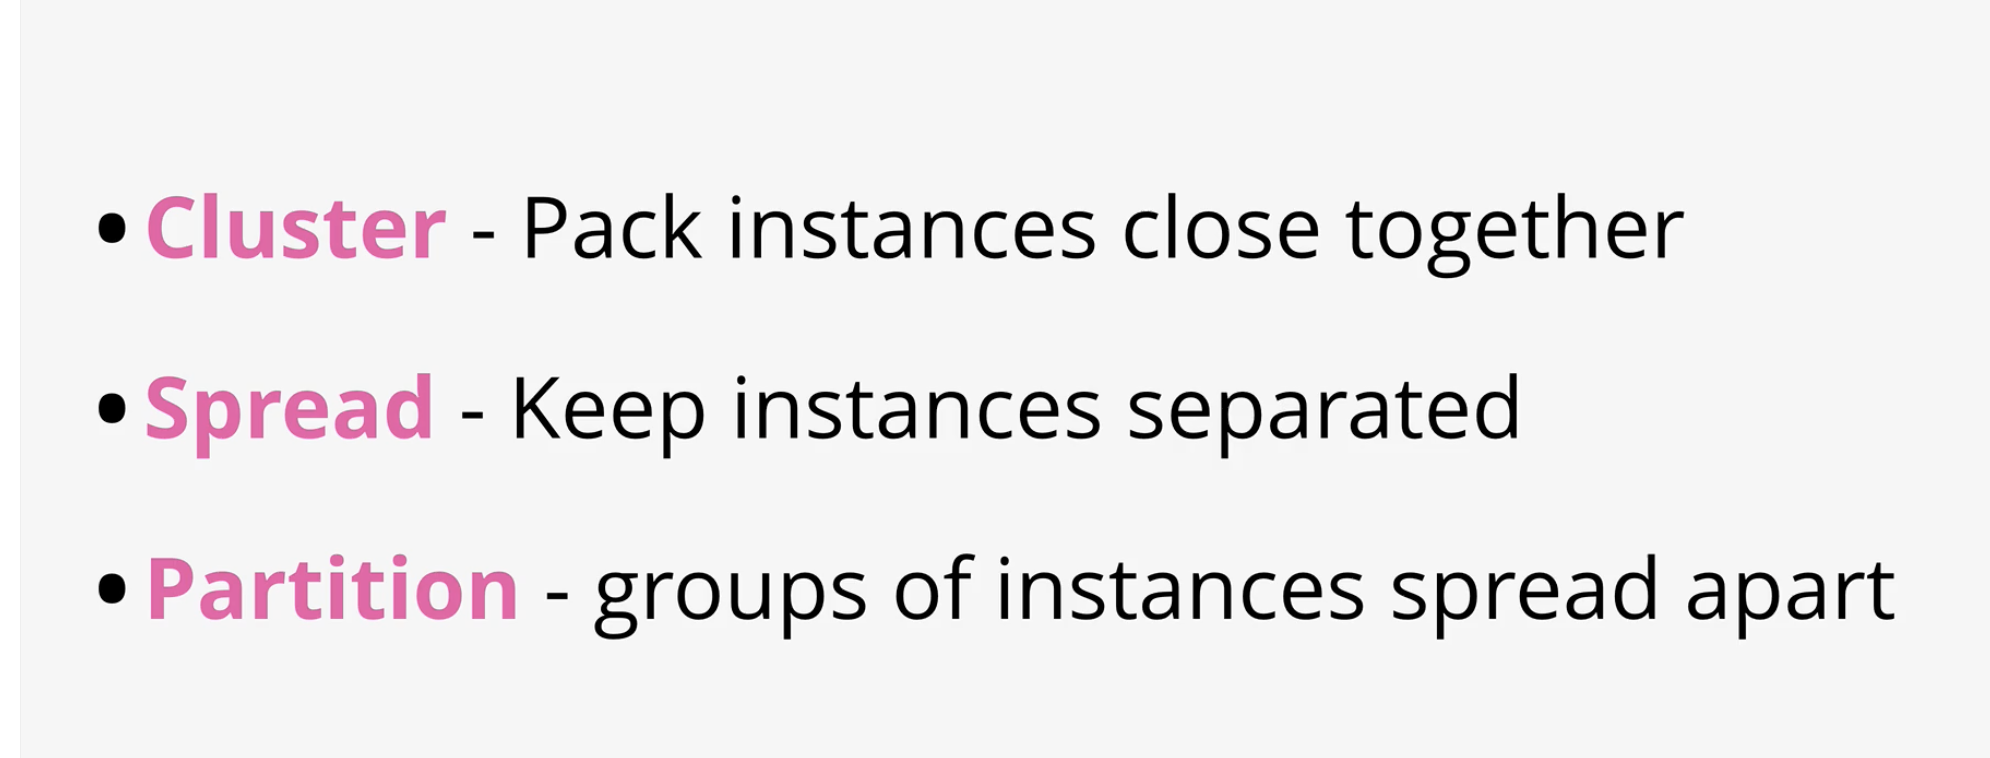 • Cluster - Pack instances close together
• Spread - Keep instances separated
• Partition - groups of instances spread apart